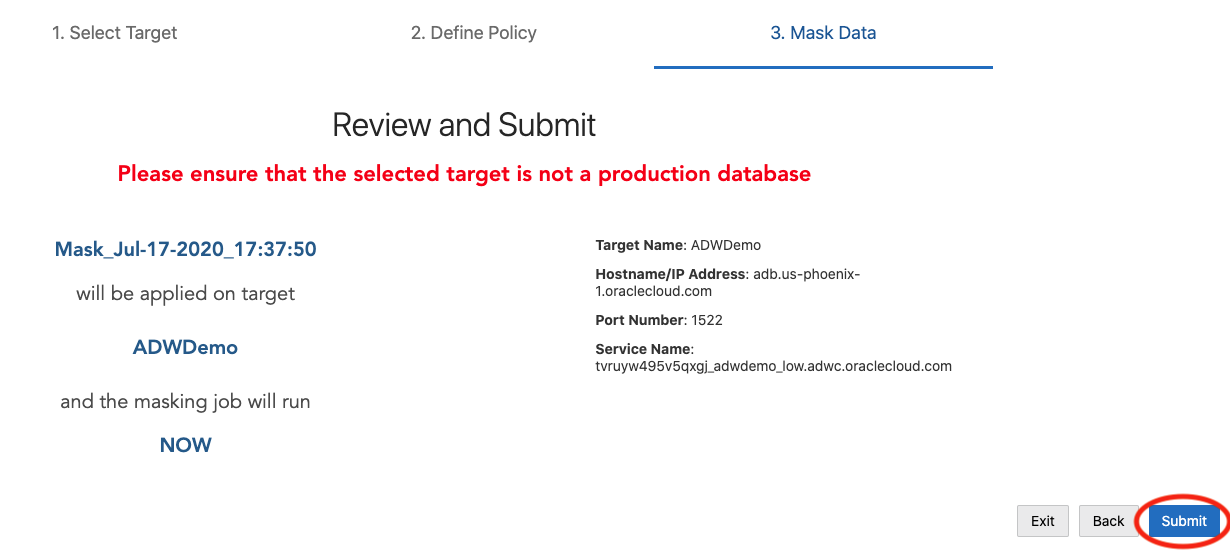 1. Select Target
2. Define Policy
3. Mask Data
Review and Submit
Please ensure that the selected target is not a production database
Mask_Jul-17-2020_17:37:50
will be applied on target
ADWDemo
and the masking job will run
NOW
Target Name: ADWDemo
Hostname/IP Address: adb.us-phoenix-
1.oraclecloud.com
Port Number: 1522
Service Name:
tvruyw495v5qxgj_adwdemo_low.adwc.oraclecloud.com
Exit
Back
Submit